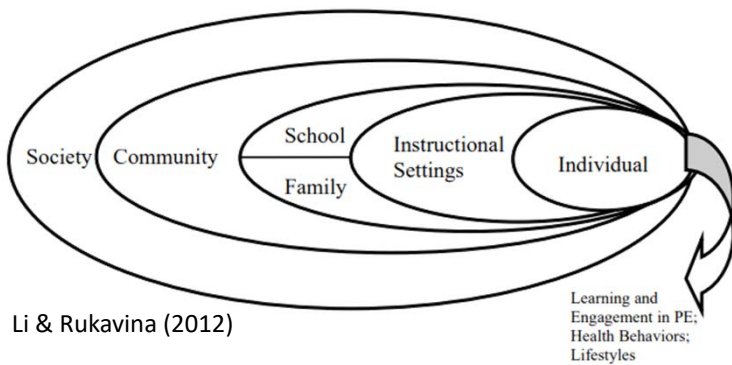 Society
Community
School
Family
Instructional
Settings
Individual
Li & Rukavina (2012)
Learning and
Engagement in PE;
Health Behaviors;
Lifestyles